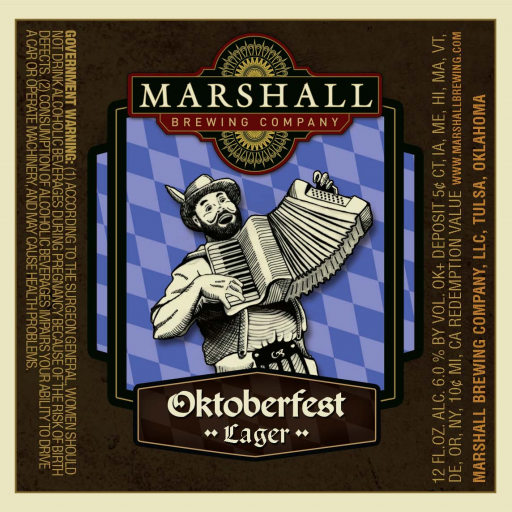 MARSHALL
BREWING COMPANY
Oktoberfest
Lager
GOVERNMENT WARNING: (1) ACCORDING TO THE SURGEON GENERAL, WOMEN SHOULD
NOT DRINK ALCOHOLIC BEVERAGES DURING PREGNANCY BECAUSE OF THE RISK OF BIRTH
DEFECTS. (2) CONSUMPTION OF ALCOHOLIC BEVERAGES IMPAIRS YOUR ABILITY TO DRIVE
A CAR OR OPERATE MACHINERY, AND MAY CAUSE HEALTH PROBLEMS.
12 FL.OZ. ALC. 6.0 % BY VOL. OK+ DEPOSIT 5¢ CT, IA, ME, HI, MA, VT,
DE, OR, NY, 10¢ MI, CA REDEMPTION VALUE WWW.MARSHALLBREWING.COM
MARSHALL BREWING COMPANY, LLC, TULSA, OKLAHOMA